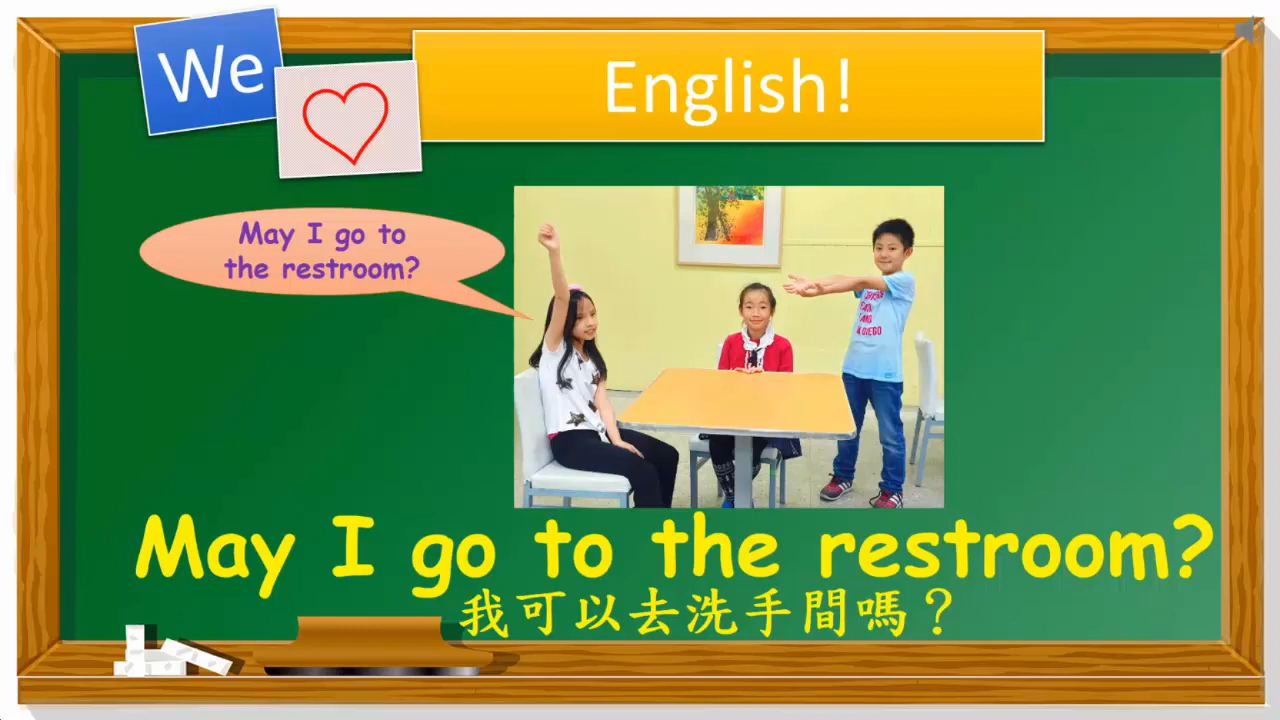 We
English!
May I go to
the restroom?
May I go to the restroom?
我可以去洗手間嗎？